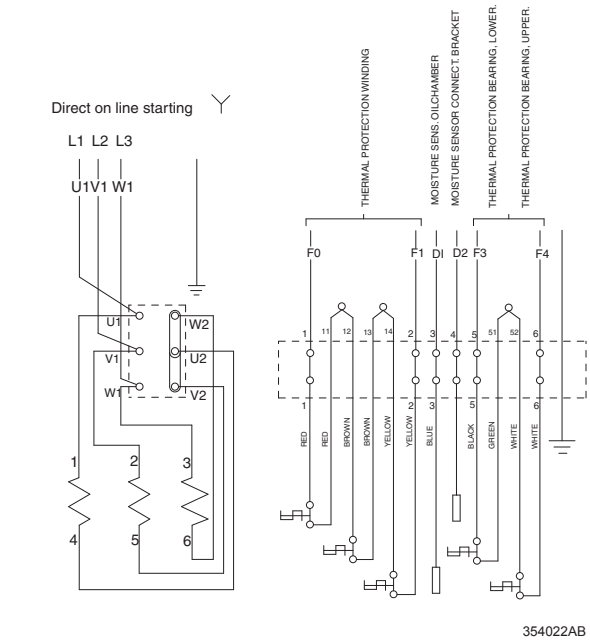 THERMAL PROTECTION WINDING
MOISTURE SENS. OILCHAMBER
MOISTURE SENSOR CONNECT. BRACKET
THERMAL PROTECTION BEARING, LOWER.
THERMAL PROTECTION BEARING, UPPER.
Direct on line starting
L1 L2 L3
U1 V1 W1
F0 F1 DI D2 F3 F4
U1 W2
V1 U2
W1 V2
1 11 12 13 14 2 3 4 5 51 52 6
1 2 3 5 6
RED RED BROWN BROWN YELLOW YELLOW BLUE BLACK GREEN WHITE WHITE
1 2 3
4 5 6
354022AB